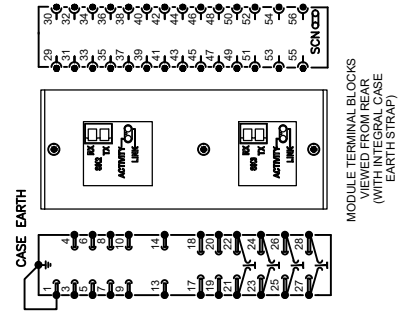 30 32 34 36 38 40 42 44 46 48 50 52 54 56
29 31 33 35 37 39 41 43 45 47 49 51 53 55
SCN
RX
SK2
TX
ACTIVITY
LINK
RX
SK3
TX
ACTIVITY
LINK
CASE EARTH
4 6 8 10 14 18 20 22 24 26 28
1 3 5 7 9 13 17 19 21 23 25 27
MODULE TERMINAL BLOCKS
VIEWED FROM REAR
(WITH INTEGRAL CASE
EARTH STRAP)